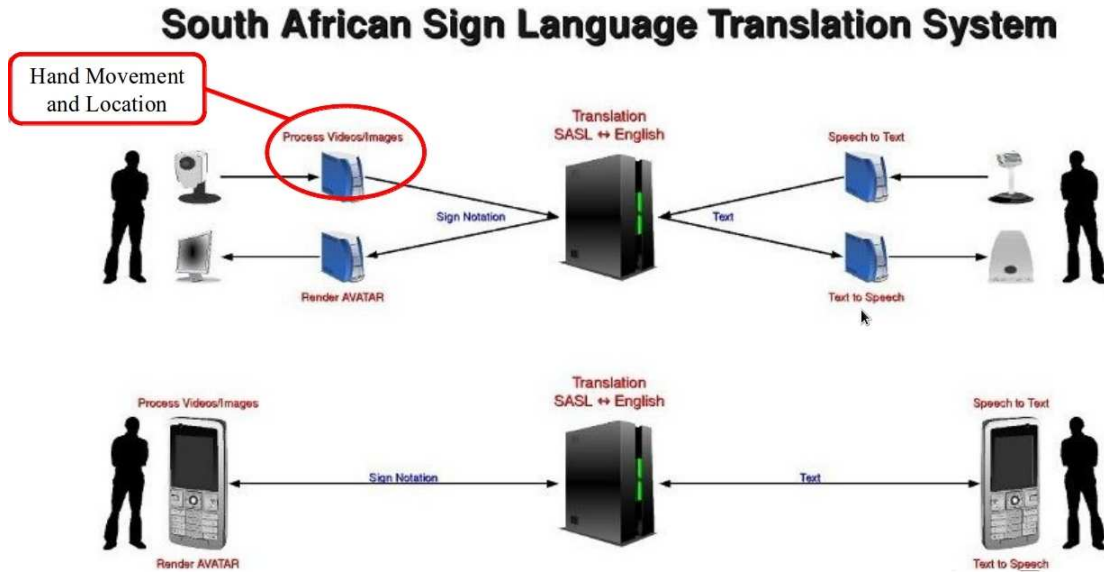 South African Sign Language Translation System
Hand Movement
and Location
Process Videos/Images
Translation
SASL ↔ English
Speech to Text
Sign Notation
Text
Render AVATAR
Text to Speech
Process Videos/Images
Translation
SASL ↔ English
Speech to Text
Sign Notation
Text
Render AVATAR
Text to Speech